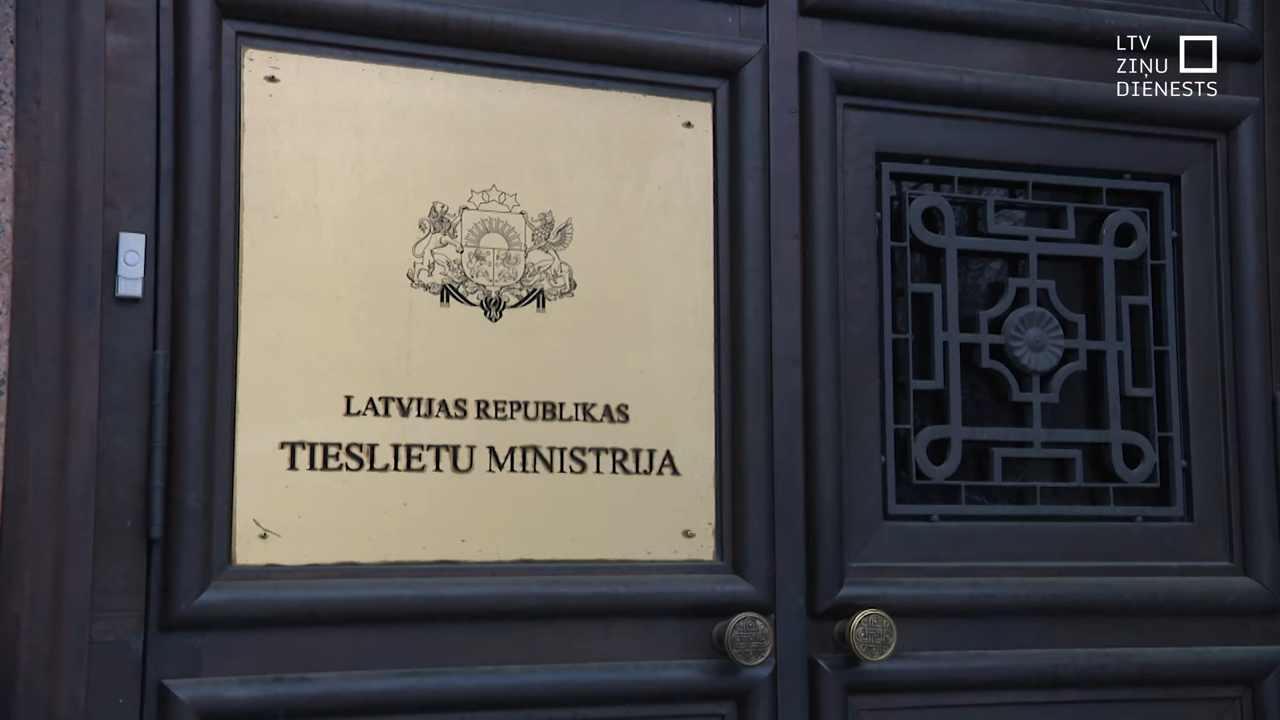 LTV
ZIŅU
DIENESTS
LATVIJAS REPUBLIKAS
TIESLIETU MINISTRIJA